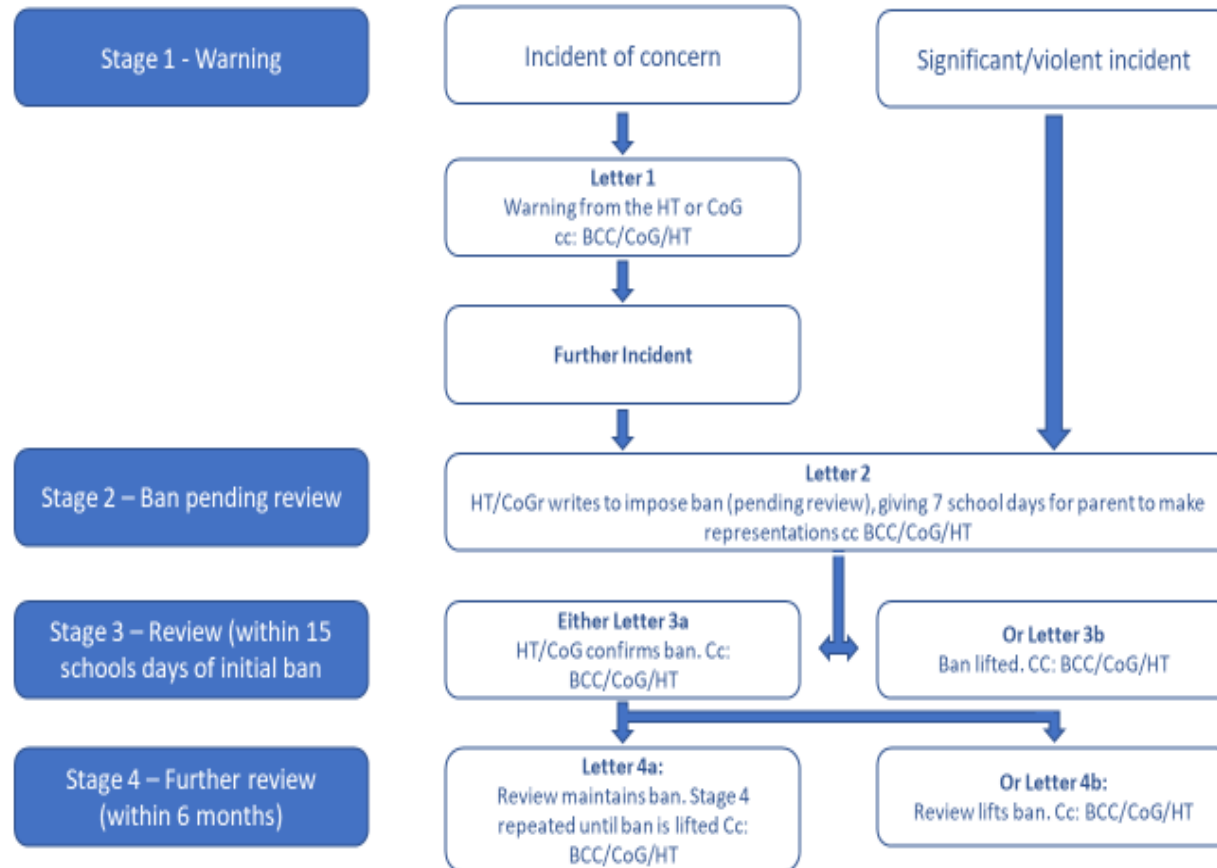 Stage 1 - Warning
Incident of concern
Significant/violent incident
Letter 1
Warning from the HT or CoG
cc: BCC/CoG/HT
Further Incident
Stage 2 – Ban pending review
Letter 2
HT/CoGr writes to impose ban (pending review), giving 7 school days for parent to make
representations cc BCC/CoG/HT
Stage 3 – Review (within 15
schools days of initial ban
Either Letter 3a
HT/CoG confirms ban. Cc:
BCC/CoG/HT
Or Letter 3b
Ban lifted. CC: BCC/CoG/HT
Stage 4 – Further review
(within 6 months)
Letter 4a:
Review maintains ban. Stage 4
repeated until ban is lifted Cc:
BCC/CoG/HT
Or Letter 4b:
Review lifts ban. Cc: BCC/CoG/HT